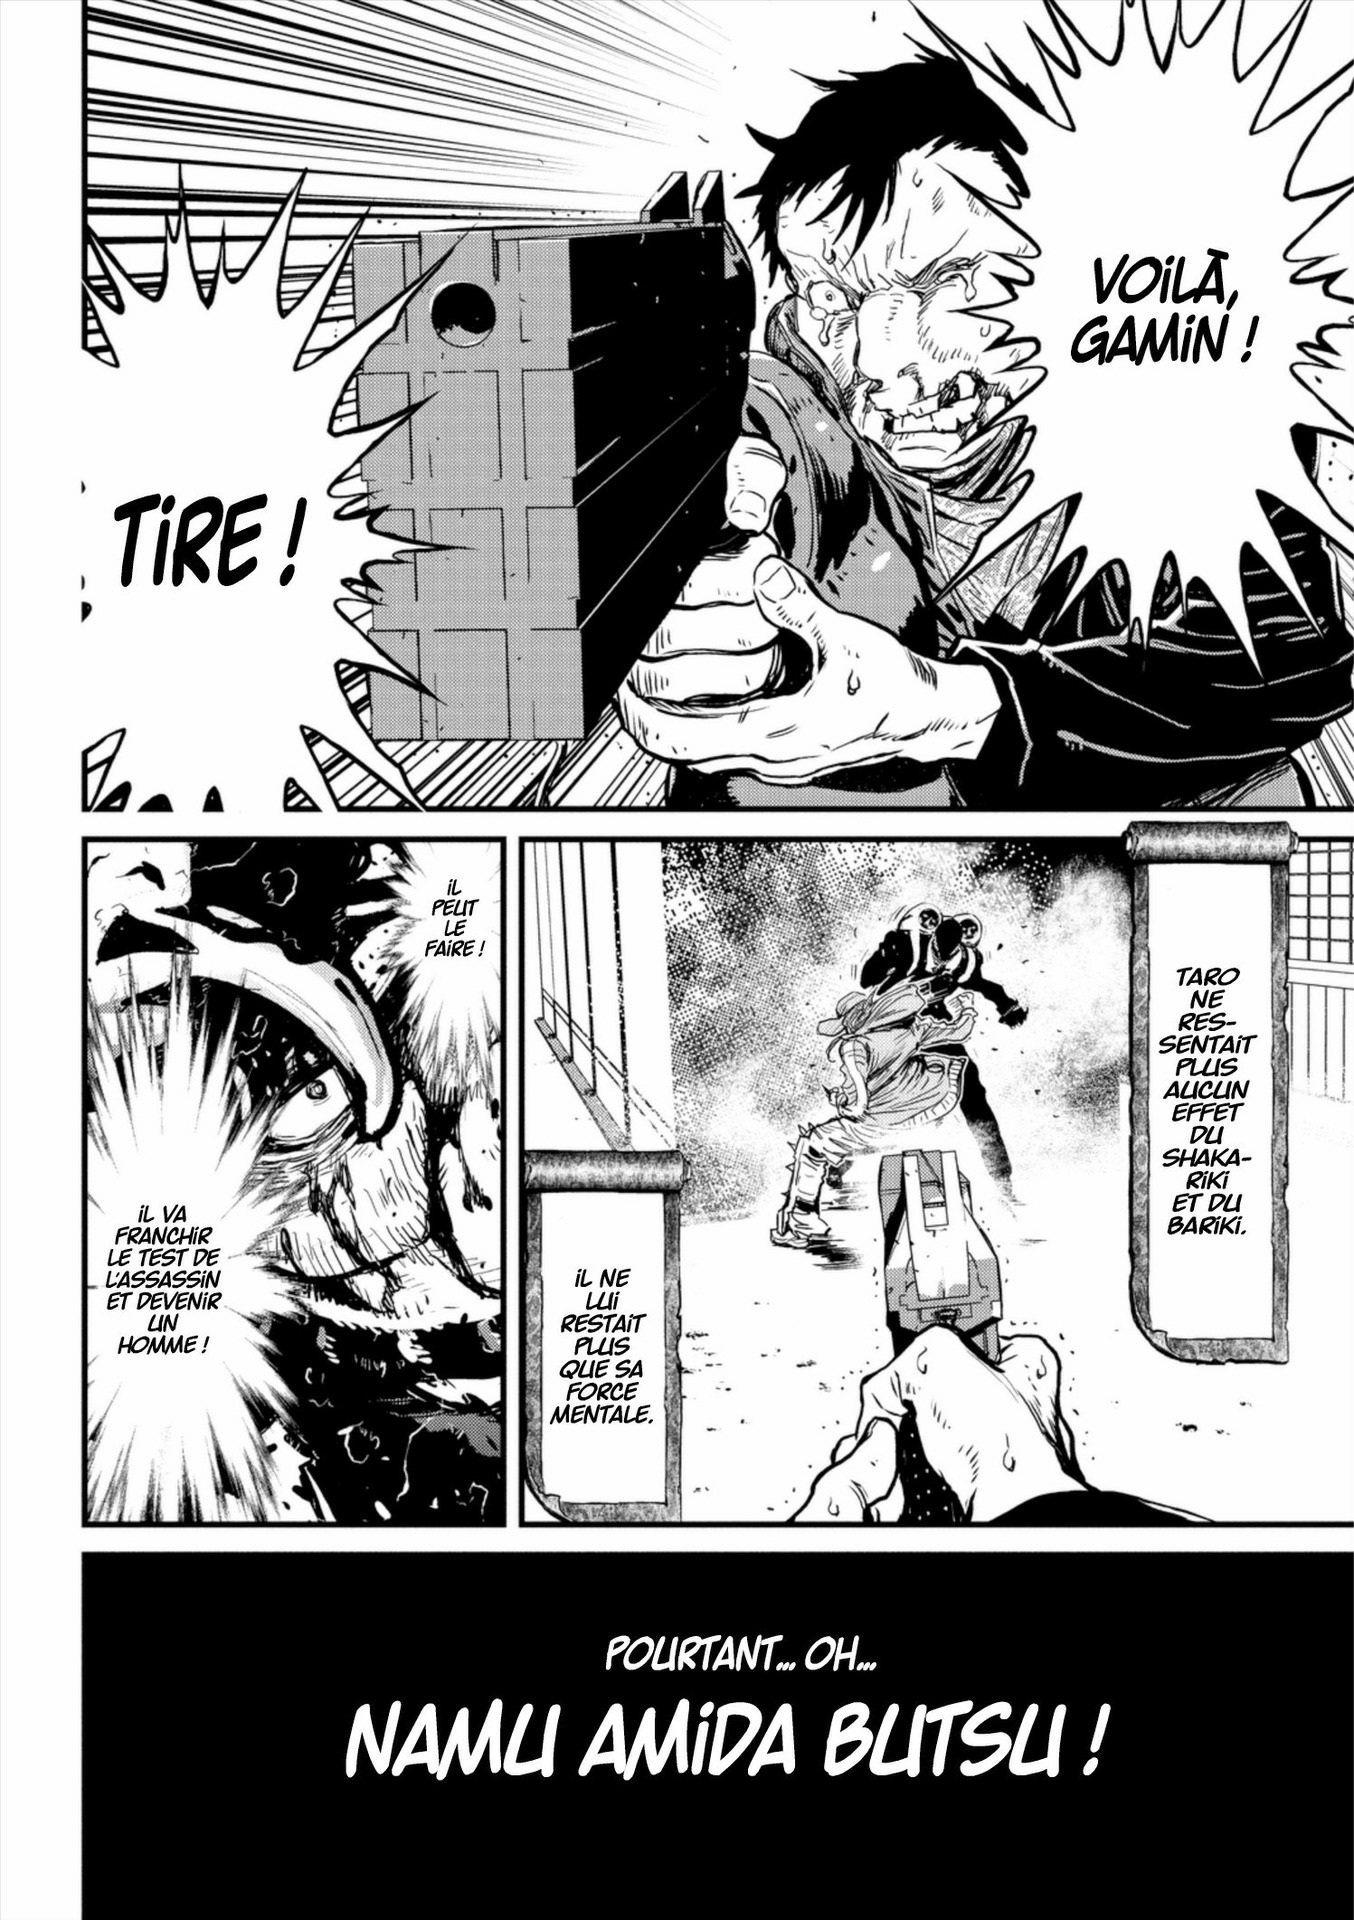 VOILÀ,
GAMIN !
TIRE !
TARO
NE
RES-
SENTAIT
PLUS
AUCUN
EFFET
DU
SHAKA-
RIKI
ET DU
BARIKI.
IL NE
LUI
RESTAIT
PLUS
QUE SA
FORCE
MENTALE.
IL
PEUT
LE
FAIRE !
IL VA
FRANCHIR
LE TEST DE
L'ASSASSIN
ET DEVENIR
UN
HOMME !
POURTANT... OH...
NAMU AMIDA BUTSU !